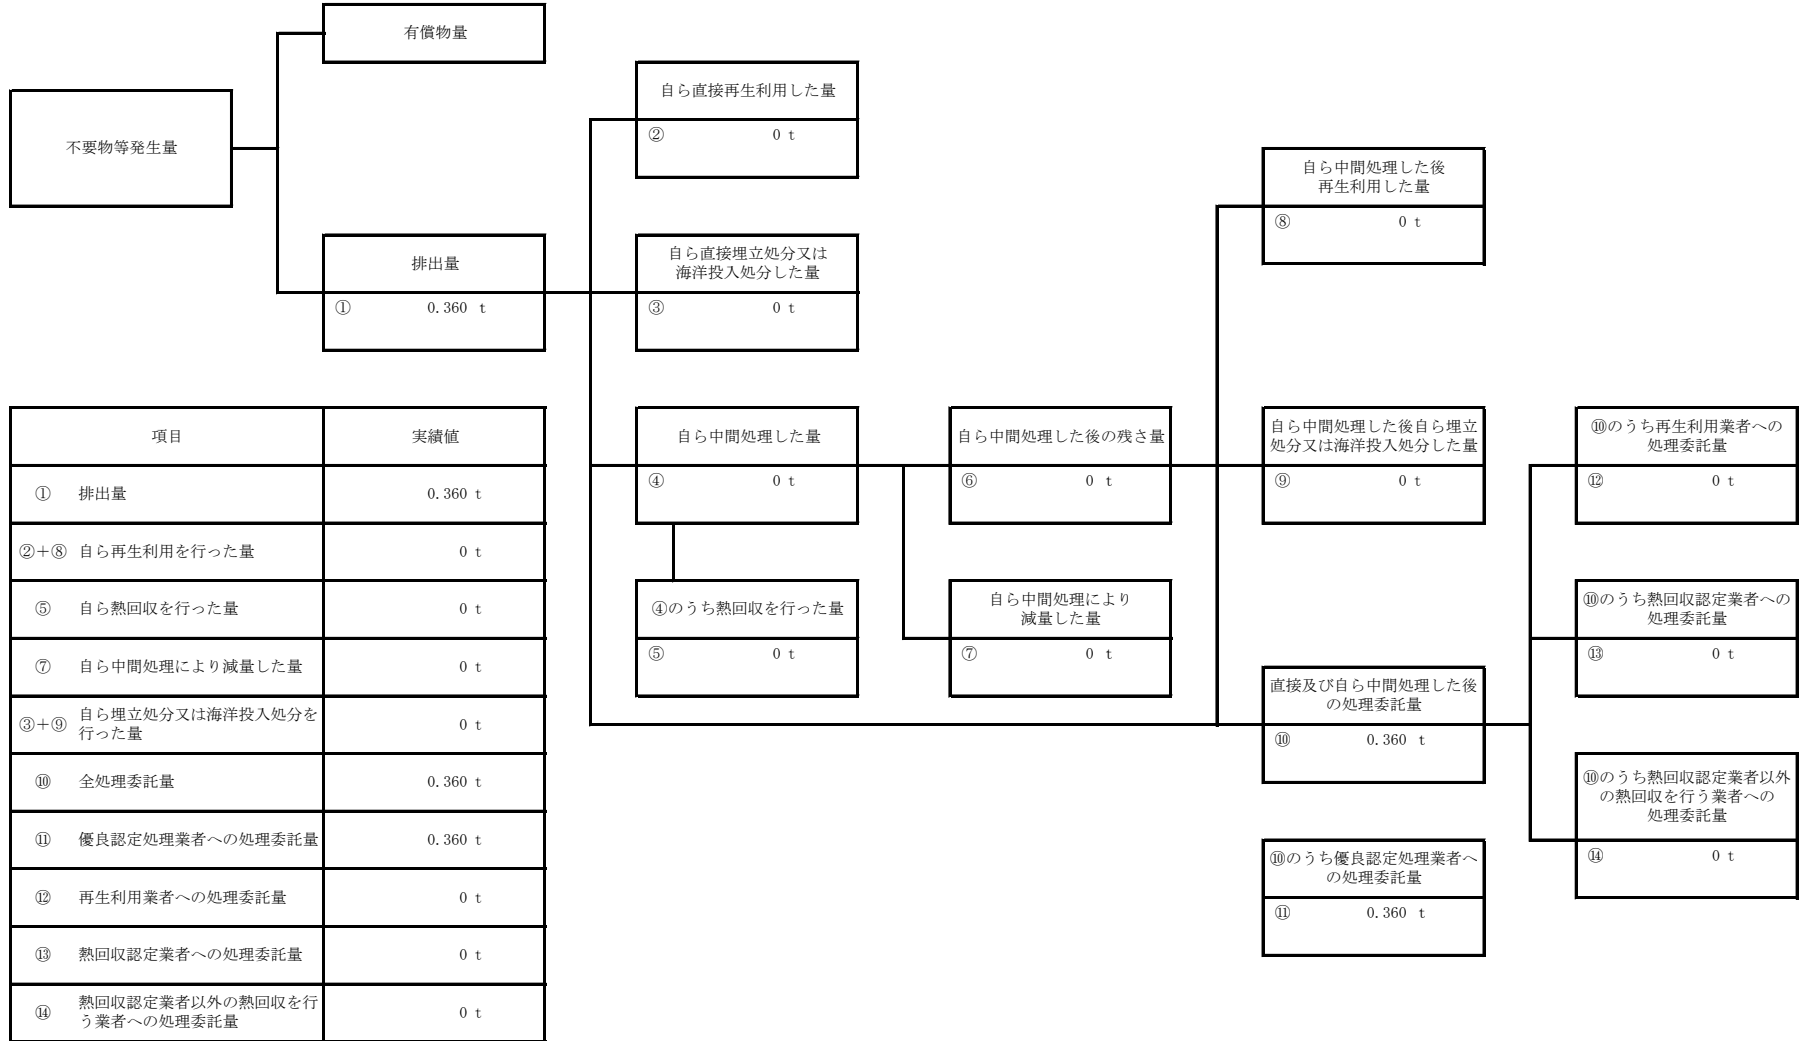 有償物量
不要物等発生量
自ら直接再生利用した量
② 0 t
自ら中間処理した後
再生利用した量
⑧ 0 t
排出量
① 0.360 t
自ら直接埋立処分又は
海洋投入処分した量
③ 0 t
自ら中間処理した量
④ 0 t
自ら中間処理した後の残さ量
⑥ 0 t
自ら中間処理した後自ら埋立
処分又は海洋投入処分した量
⑨ 0 t
⑩のうち再生利用業者への
処理委託量
⑫ 0 t
④のうち熱回収を行った量
⑤ 0 t
自ら中間処理により
減量した量
⑦ 0 t
⑩のうち熱回収認定業者への
処理委託量
⑬ 0 t
直接及び自ら中間処理した後
の処理委託量
⑩ 0.360 t
⑩のうち熱回収認定業者以外
の熱回収を行う業者への
処理委託量
⑭ 0 t
⑩のうち優良認定処理業者へ
の処理委託量
⑪ 0.360 t
項目 実績値
① 排出量 0.360 t
②+⑧ 自ら再生利用を行った量 0 t
⑤ 自ら熱回収を行った量 0 t
⑦ 自ら中間処理により減量した量 0 t
③+⑨ 自ら埋立処分又は海洋投入処分を
行った量 0 t
⑩ 全処理委託量 0.360 t
⑪ 優良認定処理業者への処理委託量 0.360 t
⑫ 再生利用業者への処理委託量 0 t
⑬ 熱回収認定業者への処理委託量 0 t
⑭ 熱回収認定業者以外の熱回収を行
う業者への処理委託量 0 t